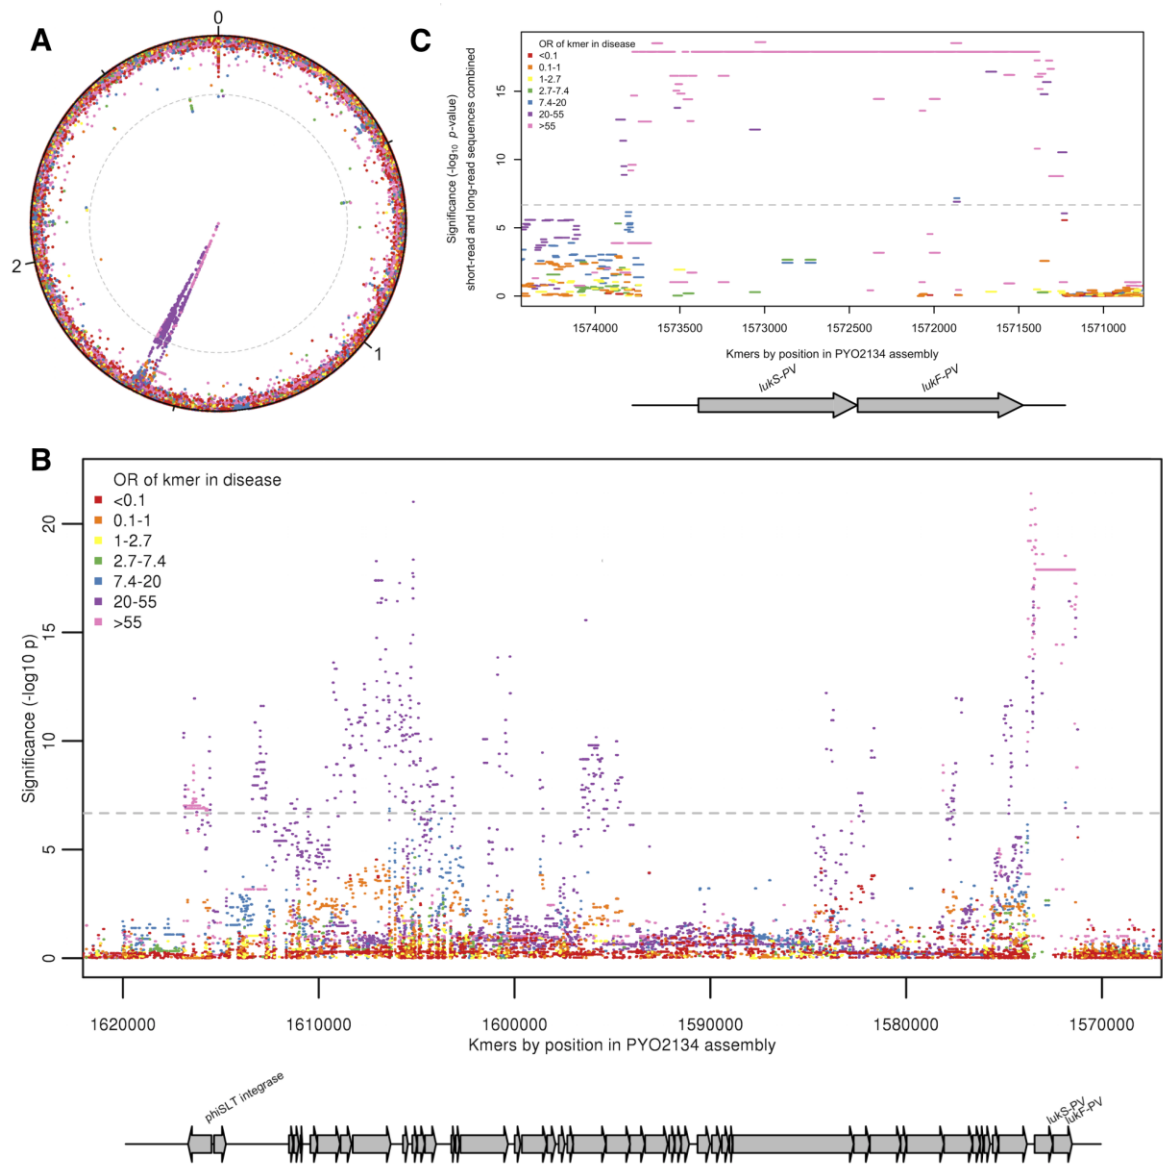 A
0
1
2
C
Significance (-log10 p-value)
short-read and long-read sequences combined
OR of kmer in disease
<0.1
0.1-1
1-2.7
2.7-7.4
7.4-20
20-55
>55
15
10
5
0
1574000 1573500 1573000 1572500 1572000 1571500 1571000
Kmers by position in PYO2134 assembly
lukS-PV lukF-PV
B
Significance (-log10 p)
OR of kmer in disease
<0.1
0.1-1
1-2.7
2.7-7.4
7.4-20
20-55
>55
20
15
10
5
0
1620000 1610000 1600000 1590000 1580000 1570000
Kmers by position in PYO2134 assembly
phiSLT integrase
lukS-PV
lukF-PV